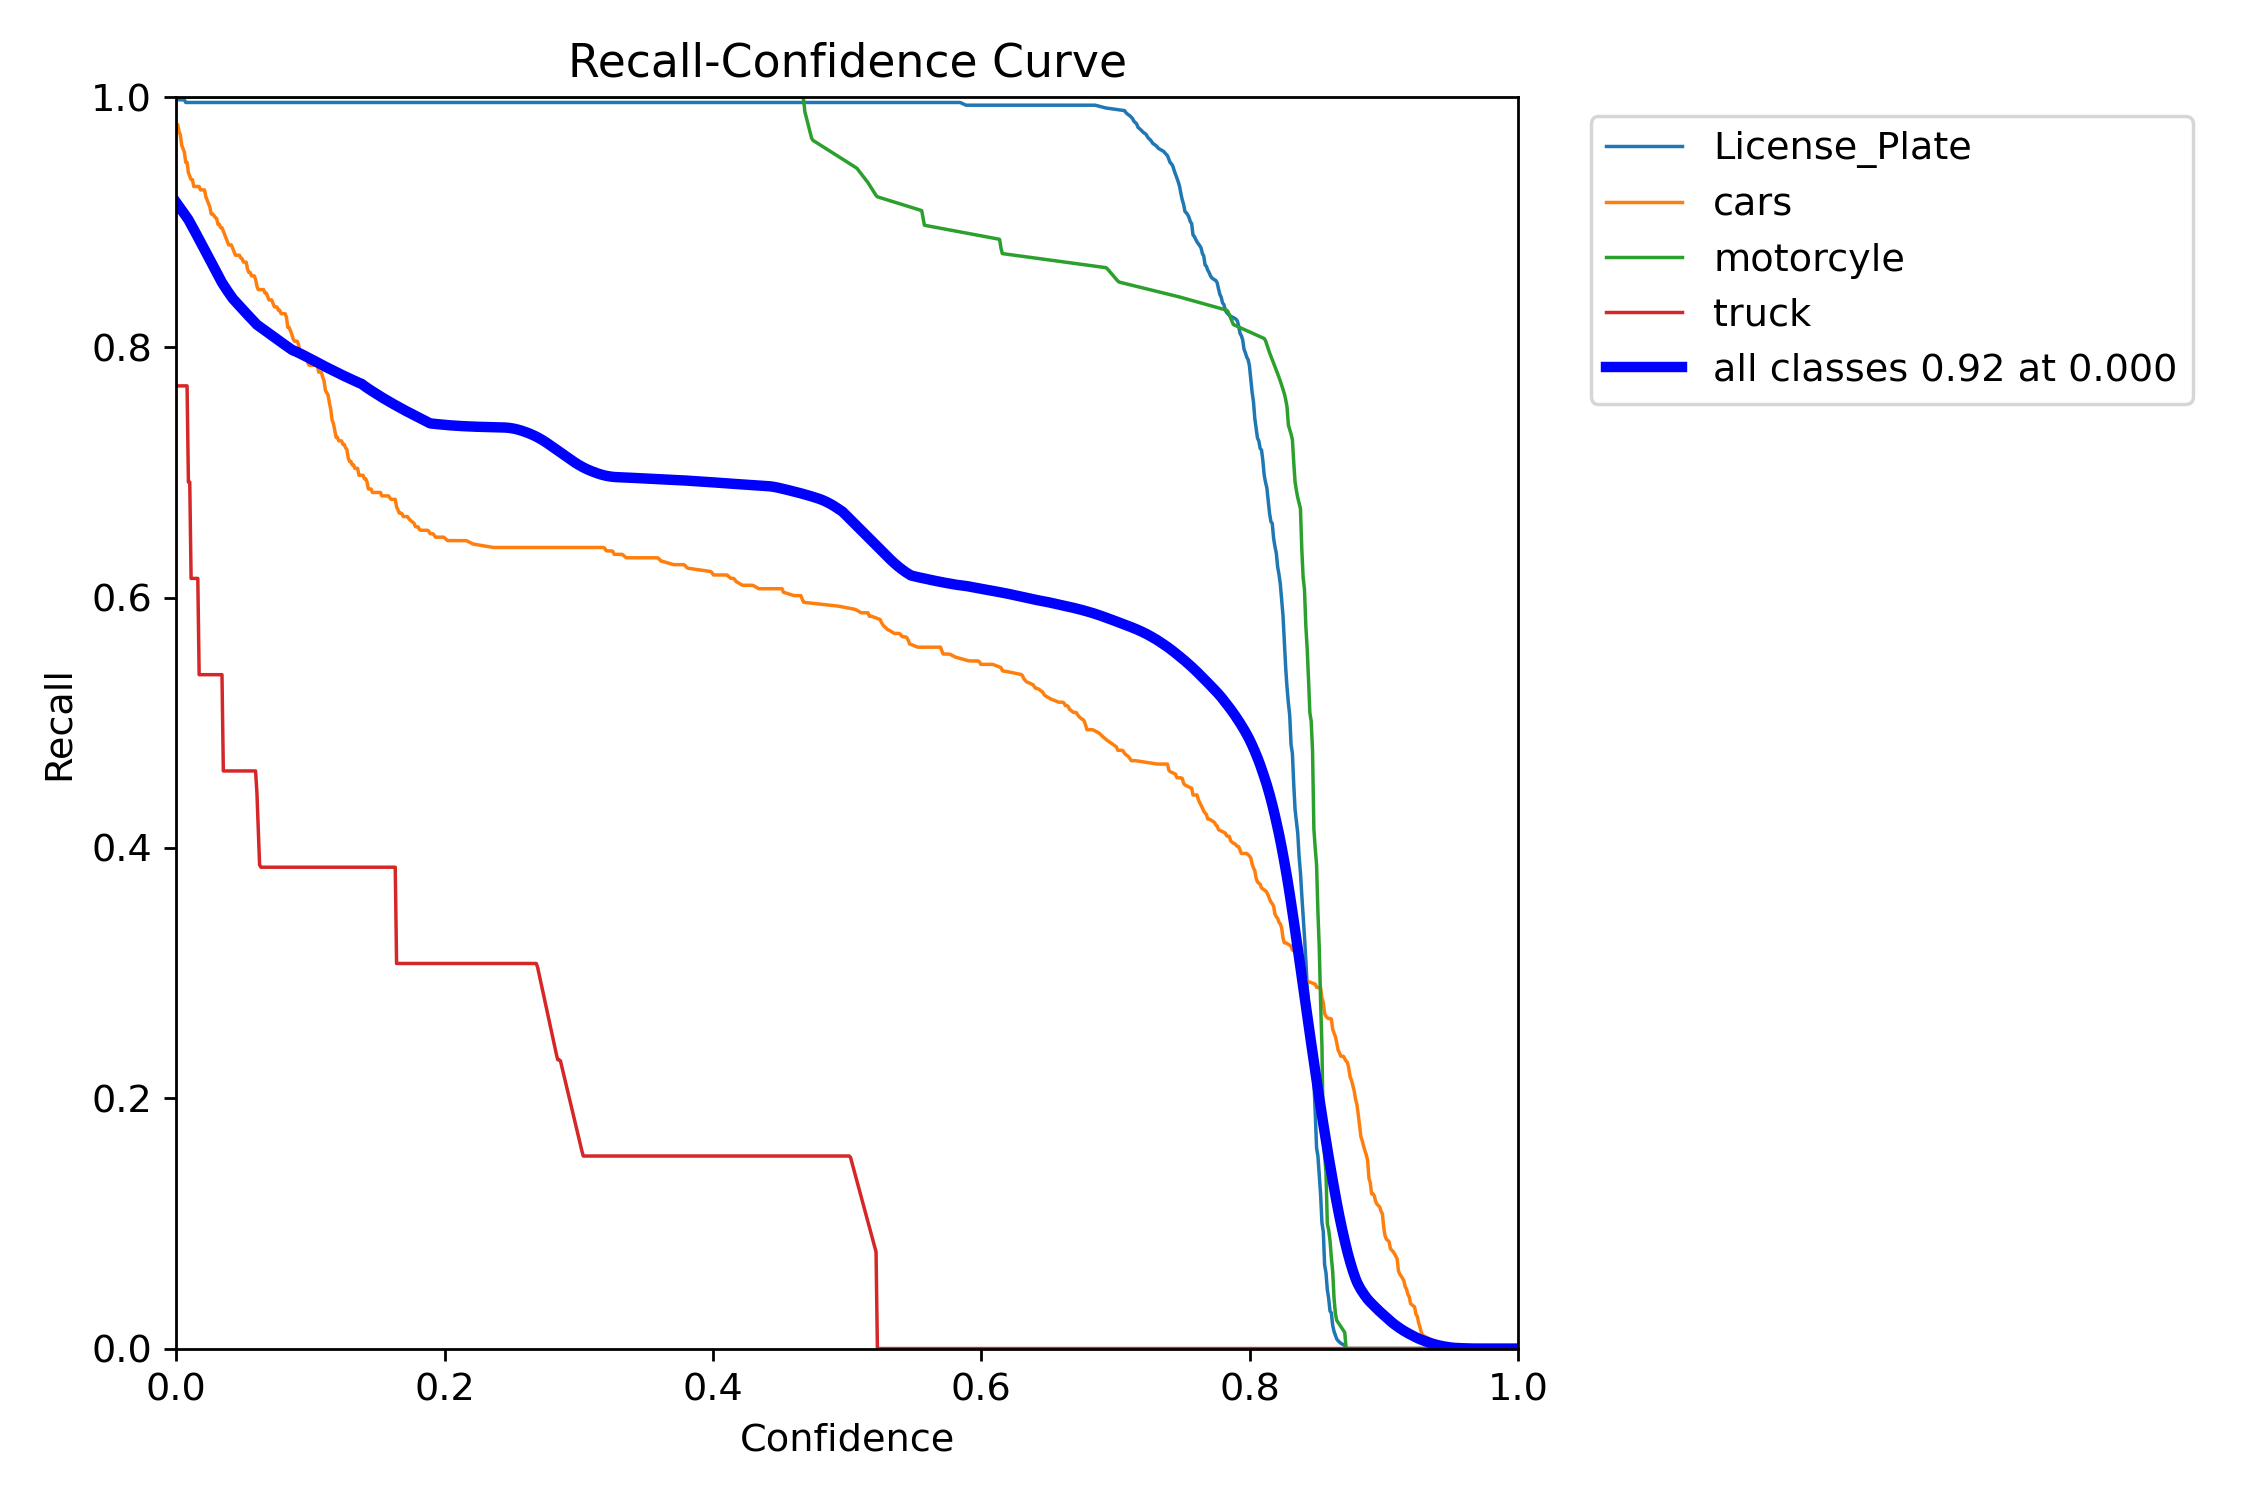 Recall-Confidence Curve
1.0
0.8
0.6
0.4
0.2
0.0
Recall
0.0 0.2 0.4 0.6 0.8 1.0
Confidence
License_Plate
cars
motorcyle
truck
all classes 0.92 at 0.000